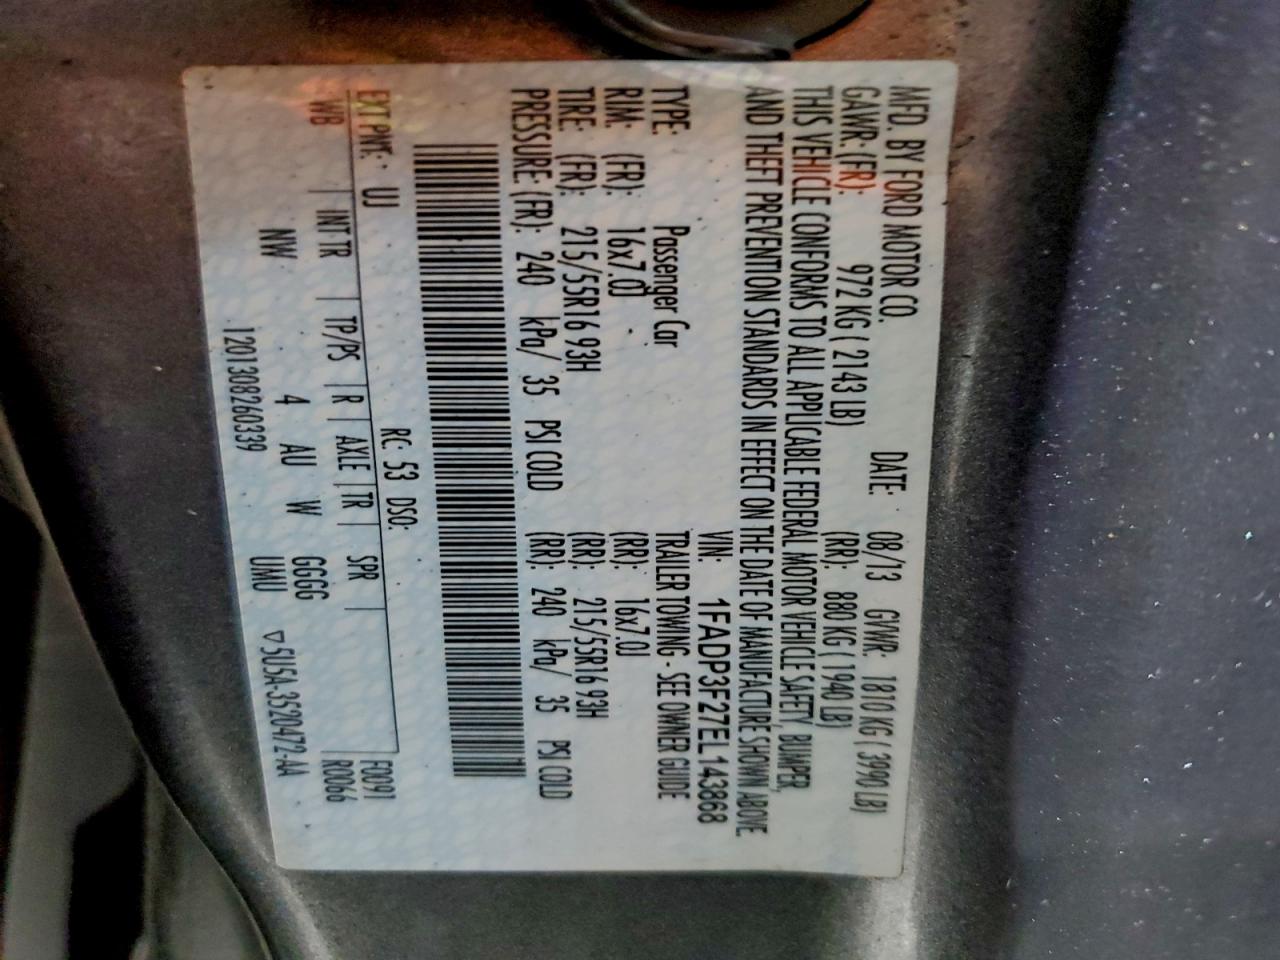 MFD. BY FORD MOTOR CO. DATE: 08/13 GVWR: 1810 KG ( 3990 LB)
GAWR: (FR): 972 KG ( 2143 LB) (RR): 880 KG ( 1940 LB)
THIS VEHICLE CONFORMS TO ALL APPLICABLE FEDERAL MOTOR VEHICLE SAFETY, BUMPER,
AND THEFT PREVENTION STANDARDS IN EFFECT ON THE DATE OF MANUFACTURE SHOWN ABOVE.
VIN: 1FADP3F27EL143868
TYPE: Passenger Car TRAILER TOWING - SEE OWNER GUIDE
RIM: (FR): 16x7.0J (RR): 16x7.0J
TIRE: (FR): 215/55R16 93H (RR): 215/55R16 93H
PRESSURE: (FR): 240 kPa/ 35 PSI COLD (RR): 240 kPa/ 35 PSI COLD
RC: 53 DSO: F0091
EXT PNT: UJ R0066
WB | INT TR | TP/PS | R | AXLE | TR | SPR |
NW 4 AU W GGGG
UMU ▽5U5A-3520472-AA
1201308260339